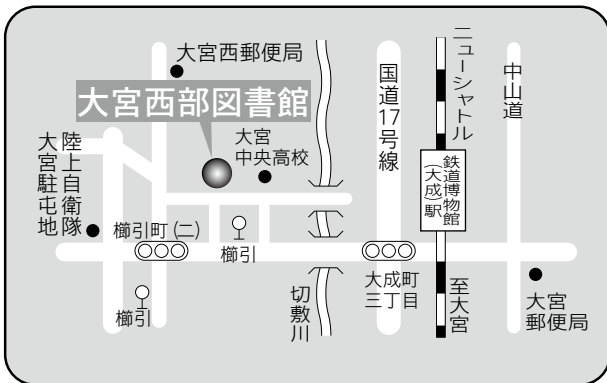 大宮西郵便局
大宮西部図書館
大宮
中央高校
陸上自衛隊
大宮駐屯地
櫛引町(二)
櫛引
櫛引
切敷川
国道17号線
大成町
三丁目
ニューシャトル
鉄道博物館
(大成)駅
至大宮
中山道
大宮
郵便局